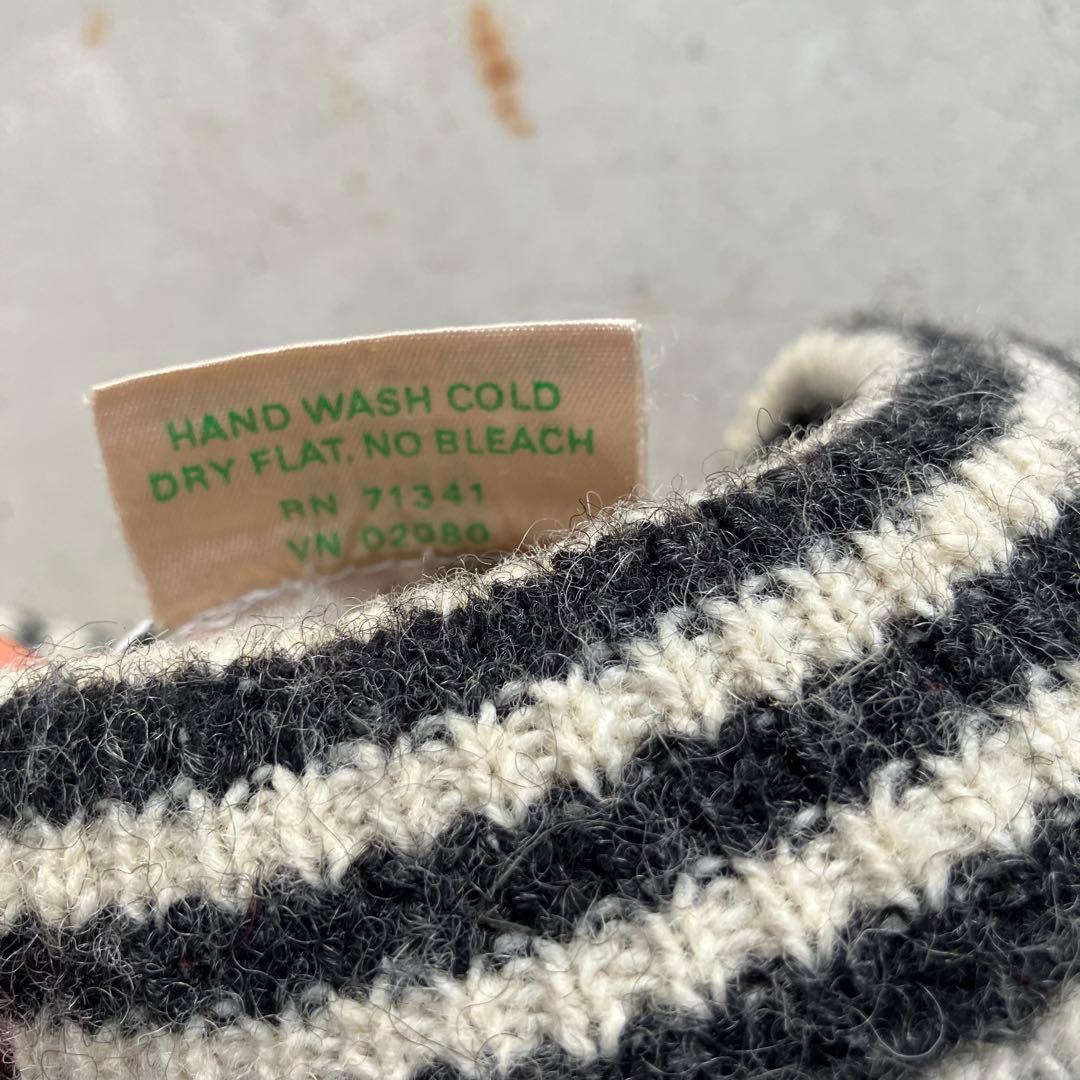 HAND WASH COLD
DRY FLAT. NO BLEACH
RN 71341
VN 02980